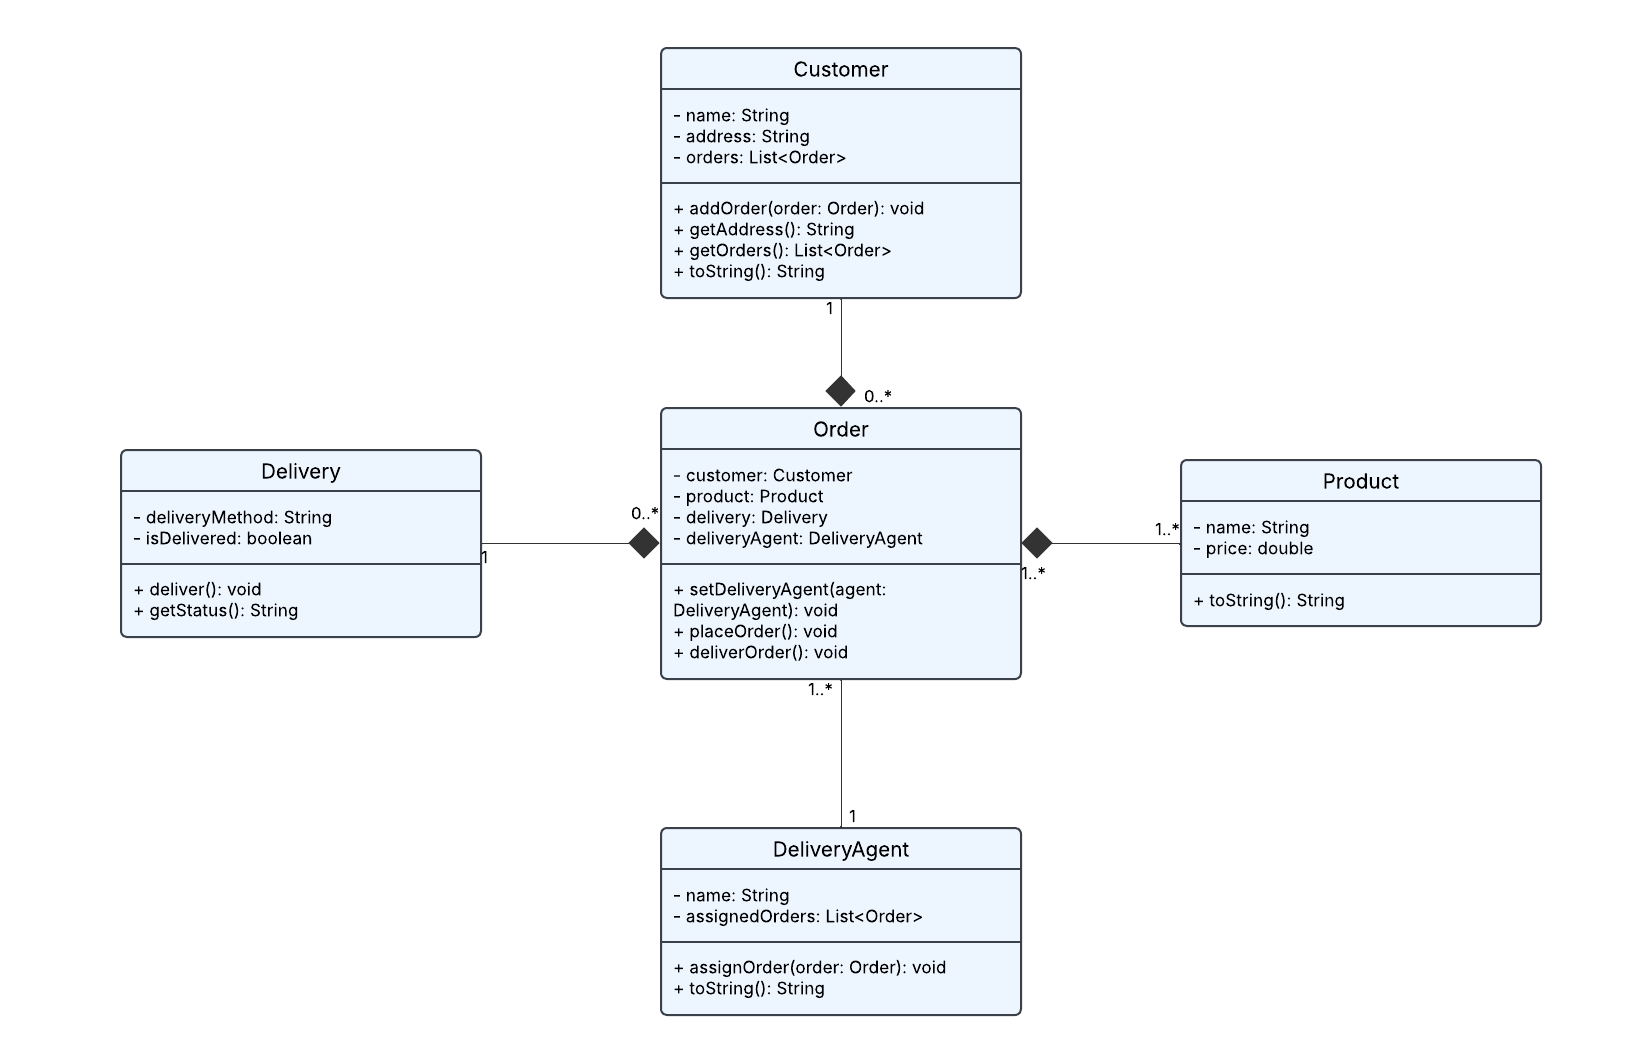 Customer
- name: String
- address: String
- orders: List<Order>
+ addOrder(order: Order): void
+ getAddress(): String
+ getOrders(): List<Order>
+ toString(): String
1
0..*
Order
- customer: Customer
- product: Product
- delivery: Delivery
- deliveryAgent: DeliveryAgent
+ setDeliveryAgent(agent:
DeliveryAgent): void
+ placeOrder(): void
+ deliverOrder(): void
Delivery
- deliveryMethod: String
- isDelivered: boolean
+ deliver(): void
+ getStatus(): String
0..*
1
Product
- name: String
- price: double
+ toString(): String
1..*
1..*
1..*
1
DeliveryAgent
- name: String
- assignedOrders: List<Order>
+ assignOrder(order: Order): void
+ toString(): String